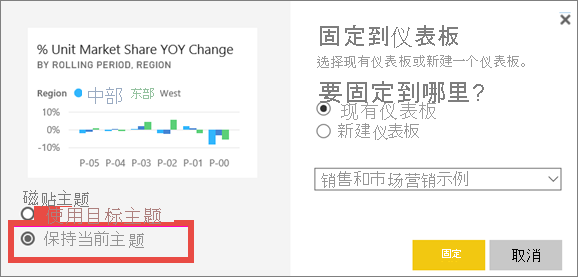 % Unit Market Share YOY Change
BY ROLLING PERIOD, REGION
Region 中部 东部 West
10%
0%
-10%
P-05 P-04 P-03 P-02 P-01 P-00
磁贴主题
使用目标主题
保持当前主题
固定到仪表板
选择现有仪表板或新建一个仪表板。
要固定到哪里?
现有仪表板
新建仪表板
销售和市场营销示例
固定 取消